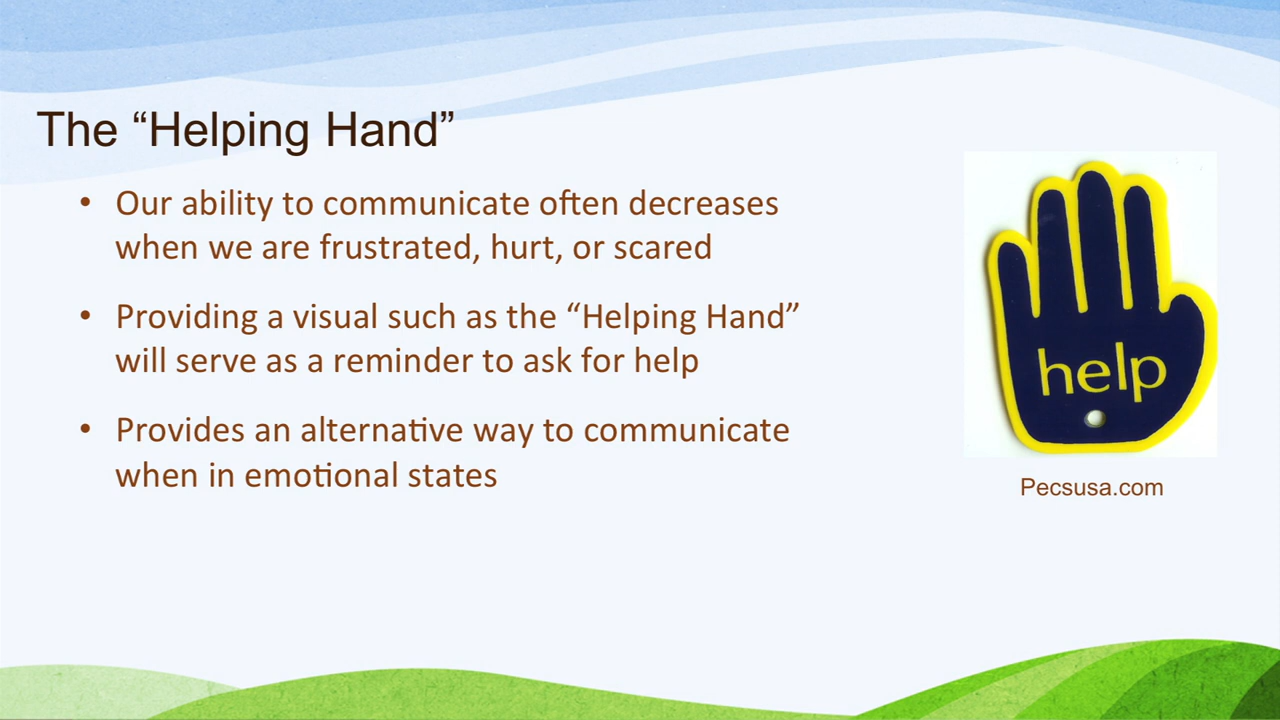 The “Helping Hand”
• Our ability to communicate often decreases
when we are frustrated, hurt, or scared
• Providing a visual such as the “Helping Hand”
will serve as a reminder to ask for help
• Provides an alternative way to communicate
when in emotional states
help
Pecsusa.com